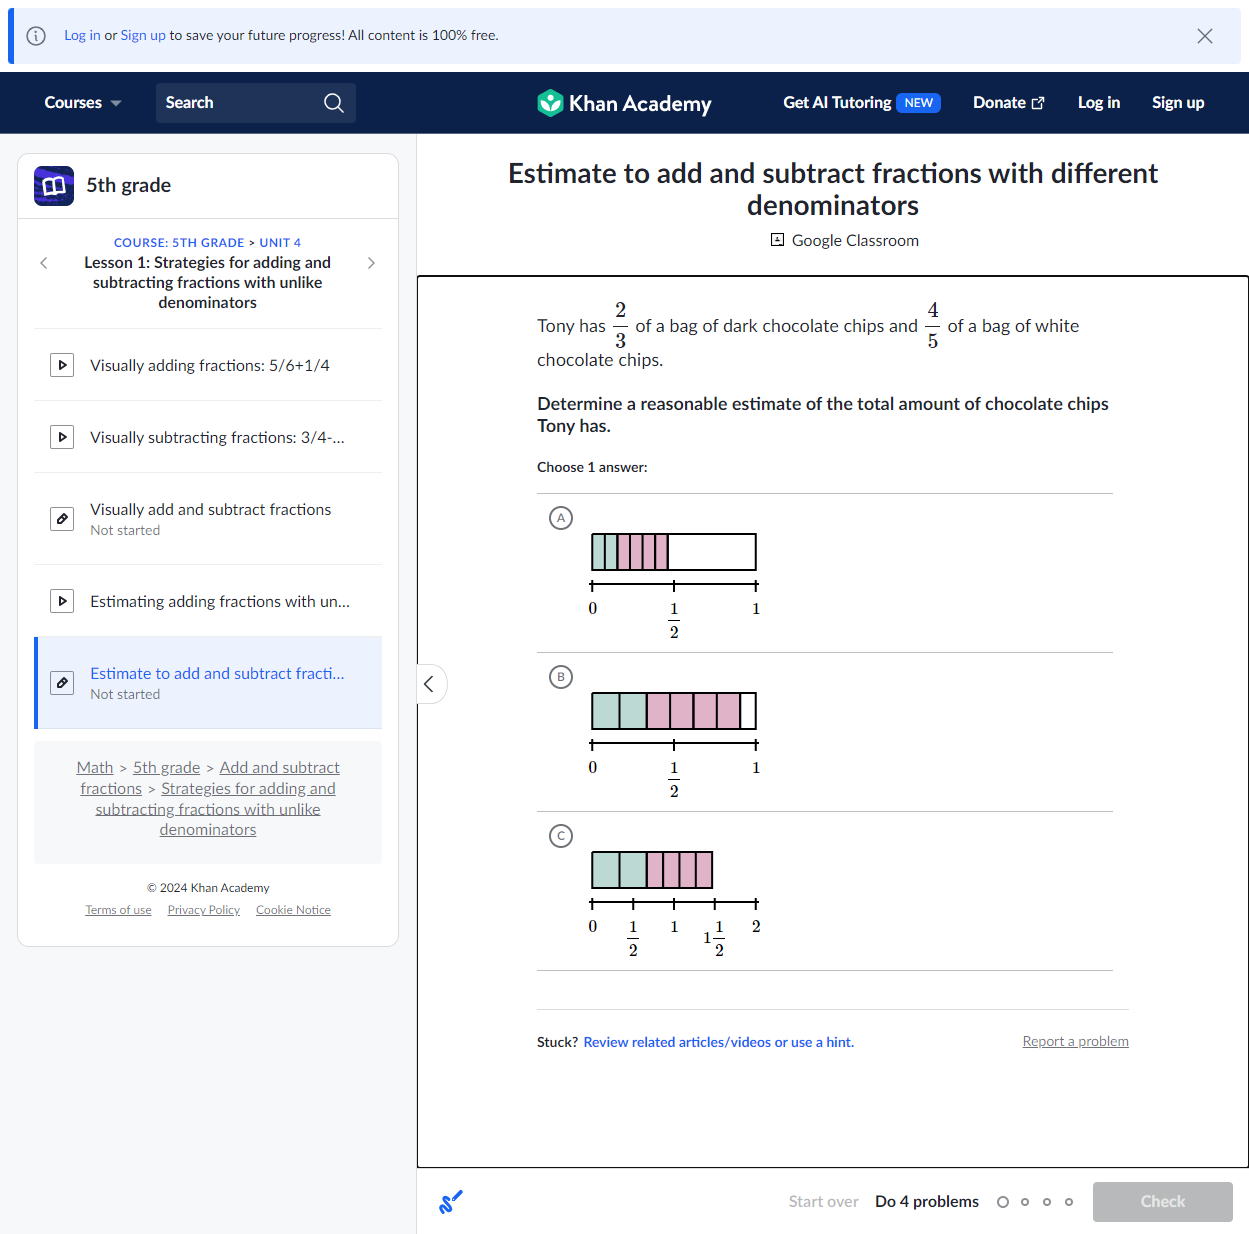 Log in or Sign up to save your future progress! All content is 100% free.
Courses
Search
Khan Academy
Get AI Tutoring NEW
Donate
Log in
Sign up
5th grade
COURSE: 5TH GRADE > UNIT 4
Lesson 1: Strategies for adding and
subtracting fractions with unlike
denominators
Visually adding fractions: 5/6+1/4
Visually subtracting fractions: 3/4-...
Visually add and subtract fractions
Not started
Estimating adding fractions with un...
Estimate to add and subtract fracti...
Not started
Math > 5th grade > Add and subtract
fractions > Strategies for adding and
subtracting fractions with unlike
denominators
© 2024 Khan Academy
Terms of use Privacy Policy Cookie Notice
Estimate to add and subtract fractions with different
denominators
Google Classroom
Tony has 2/3 of a bag of dark chocolate chips and 4/5 of a bag of white
chocolate chips.
Determine a reasonable estimate of the total amount of chocolate chips
Tony has.
Choose 1 answer:
A
0 1/2 1
B
0 1/2 1
C
0 1/2 1 1 1/2 2
Stuck? Review related articles/videos or use a hint.
Report a problem
Start over
Do 4 problems
Check